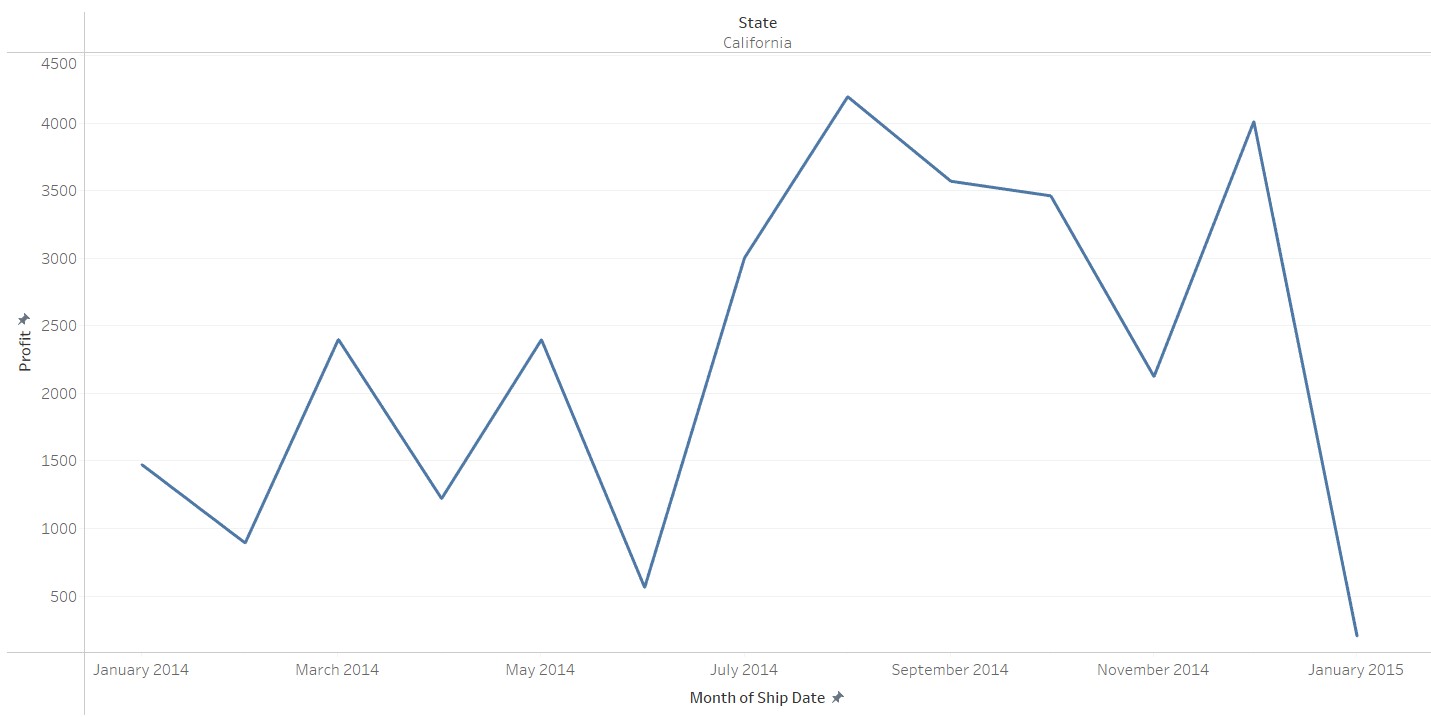 State
California
4500
4000
3500
3000
2500
2000
1500
1000
500
Profit
January 2014
March 2014
May 2014
July 2014
September 2014
November 2014
January 2015
Month of Ship Date